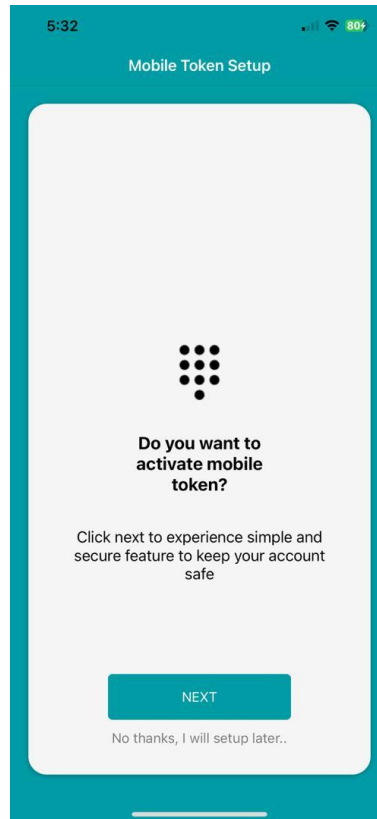 5:32
80
Mobile Token Setup
Do you want to
activate mobile
token?
Click next to experience simple and
secure feature to keep your account
safe
NEXT
No thanks, I will setup later..